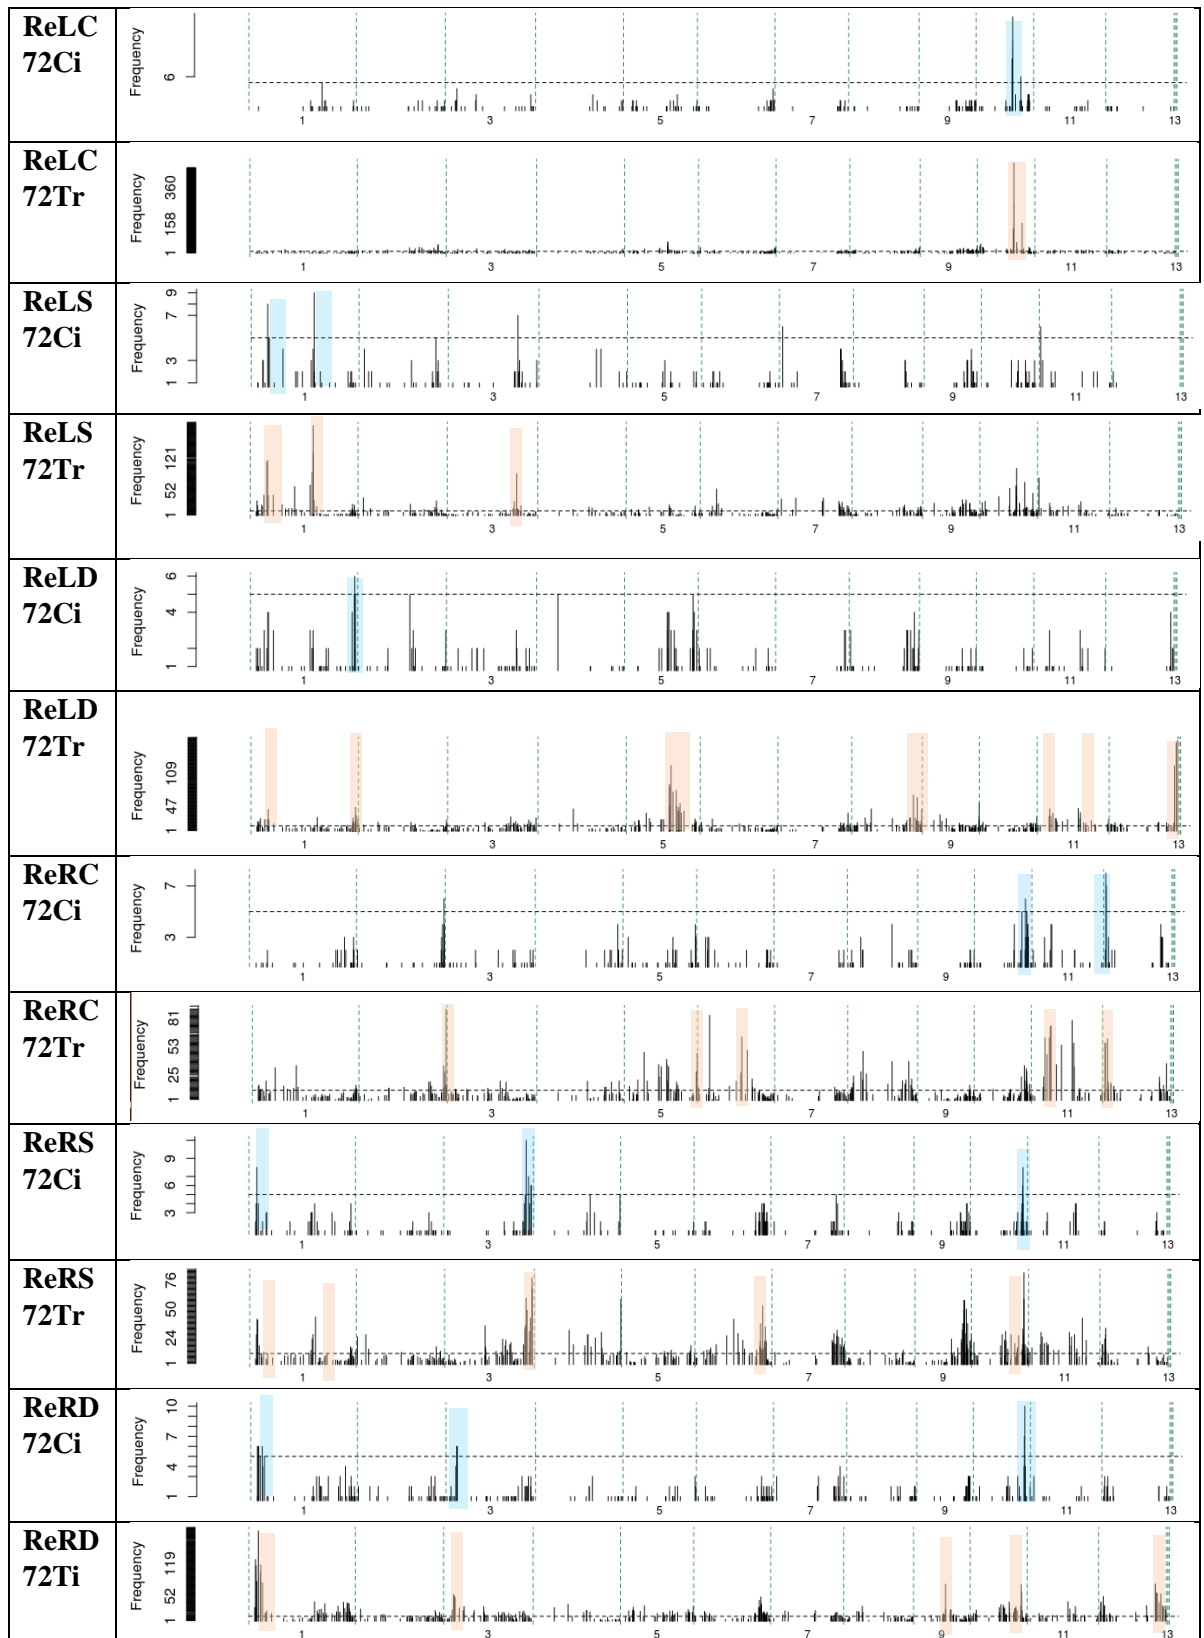 ReLC
72Ci
Frequency
6
1 3 5 7 9 11 13
ReLC
72Tr
Frequency
1 158 360
1 3 5 7 9 11 13
ReLS
72Ci
Frequency
1 3 7 9
1 3 5 7 9 11 13
ReLS
72Tr
Frequency
1 52 121
1 3 5 7 9 11 13
ReLD
72Ci
Frequency
1 4 6
1 3 5 7 9 11 13
ReLD
72Tr
Frequency
1 47 109
1 3 5 7 9 11 13
ReRC
72Ci
Frequency
3 7
1 3 5 7 9 11 13
ReRC
72Tr
Frequency
1 25 53 81
1 3 5 7 9 11 13
ReRS
72Ci
Frequency
3 6 9
1 3 5 7 9 11 13
ReRS
72Tr
Frequency
1 24 50 76
1 3 5 7 9 11 13
ReRD
72Ci
Frequency
1 4 7 10
1 3 5 7 9 11 13
ReRD
72Ti
Frequency
1 52 119
1 3 5 7 9 11 13